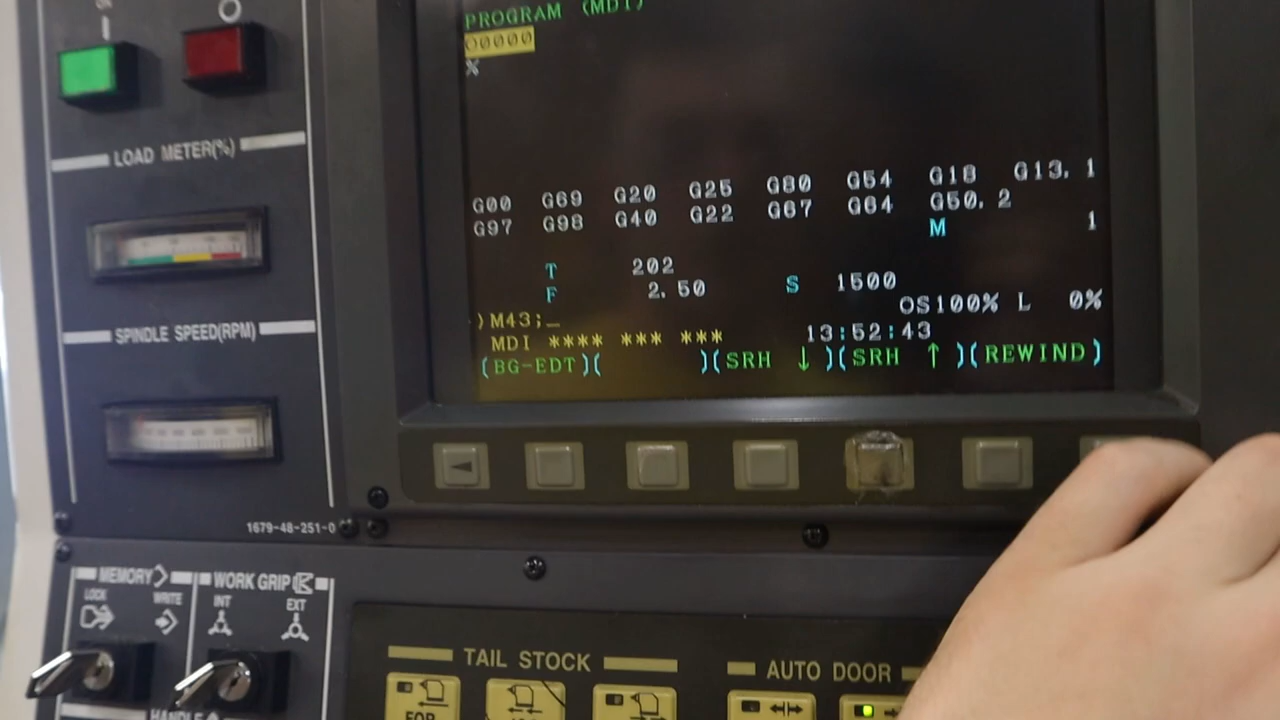 PROGRAM (MDI)
O0000
%
G00 G69 G20 G25 G80 G54 G18 G13.1
G97 G98 G40 G22 G67 G64 G50.2
M 1
T 202
F 2.50 S 1500
OS100% L 0%
)M43;_
MDI **** *** *** 13:52:43
(BG-EDT)( )(SRH ↓ )(SRH ↑ )(REWIND)
LOAD METER(%)
SPINDLE SPEED(RPM)
1679-48-251-0
MEMORY WORK GRIP
LOCK WRITE INT EXT
HANDLE
TAIL STOCK AUTO DOOR
FOR